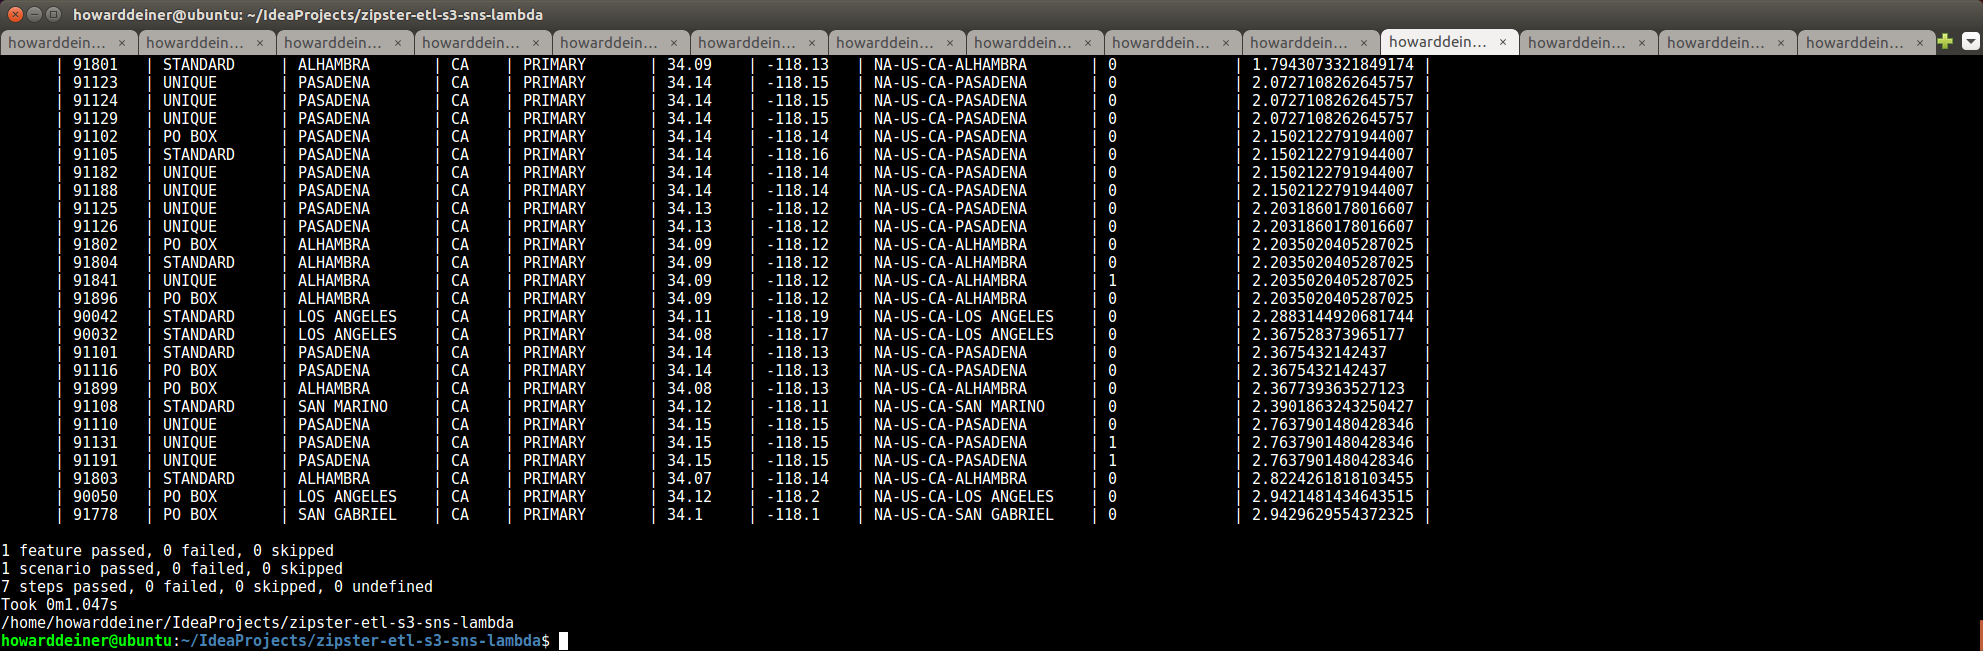 howarddeiner@ubuntu: ~/IdeaProjects/zipster-etl-s3-sns-lambda
howarddein... × howarddein... × howarddein... × howarddein... × howarddein... × howarddein... × howarddein... × howarddein... × howarddein... × howarddein... × howarddein... × howarddein... × howarddein... × howarddein... ×
| 91801 | STANDARD | ALHAMBRA | CA | PRIMARY | 34.09 | -118.13 | NA-US-CA-ALHAMBRA | 0 | 1.7943073321849174 |
| 91123 | UNIQUE | PASADENA | CA | PRIMARY | 34.14 | -118.15 | NA-US-CA-PASADENA | 0 | 2.0727108262645757 |
| 91124 | UNIQUE | PASADENA | CA | PRIMARY | 34.14 | -118.15 | NA-US-CA-PASADENA | 0 | 2.0727108262645757 |
| 91129 | UNIQUE | PASADENA | CA | PRIMARY | 34.14 | -118.15 | NA-US-CA-PASADENA | 0 | 2.0727108262645757 |
| 91102 | PO BOX | PASADENA | CA | PRIMARY | 34.14 | -118.14 | NA-US-CA-PASADENA | 0 | 2.1502122791944007 |
| 91105 | STANDARD | PASADENA | CA | PRIMARY | 34.14 | -118.16 | NA-US-CA-PASADENA | 0 | 2.1502122791944007 |
| 91182 | UNIQUE | PASADENA | CA | PRIMARY | 34.14 | -118.14 | NA-US-CA-PASADENA | 0 | 2.1502122791944007 |
| 91188 | UNIQUE | PASADENA | CA | PRIMARY | 34.14 | -118.14 | NA-US-CA-PASADENA | 0 | 2.1502122791944007 |
| 91125 | UNIQUE | PASADENA | CA | PRIMARY | 34.13 | -118.12 | NA-US-CA-PASADENA | 0 | 2.2031860178016607 |
| 91126 | UNIQUE | PASADENA | CA | PRIMARY | 34.13 | -118.12 | NA-US-CA-PASADENA | 0 | 2.2031860178016607 |
| 91802 | PO BOX | ALHAMBRA | CA | PRIMARY | 34.09 | -118.12 | NA-US-CA-ALHAMBRA | 0 | 2.2035020405287025 |
| 91804 | STANDARD | ALHAMBRA | CA | PRIMARY | 34.09 | -118.12 | NA-US-CA-ALHAMBRA | 0 | 2.2035020405287025 |
| 91841 | UNIQUE | ALHAMBRA | CA | PRIMARY | 34.09 | -118.12 | NA-US-CA-ALHAMBRA | 1 | 2.2035020405287025 |
| 91896 | PO BOX | ALHAMBRA | CA | PRIMARY | 34.09 | -118.12 | NA-US-CA-ALHAMBRA | 0 | 2.2035020405287025 |
| 90042 | STANDARD | LOS ANGELES | CA | PRIMARY | 34.11 | -118.19 | NA-US-CA-LOS ANGELES | 0 | 2.2883144920681744 |
| 90032 | STANDARD | LOS ANGELES | CA | PRIMARY | 34.08 | -118.17 | NA-US-CA-LOS ANGELES | 0 | 2.367528373965177 |
| 91101 | STANDARD | PASADENA | CA | PRIMARY | 34.14 | -118.13 | NA-US-CA-PASADENA | 0 | 2.3675432142437 |
| 91116 | PO BOX | PASADENA | CA | PRIMARY | 34.14 | -118.13 | NA-US-CA-PASADENA | 0 | 2.3675432142437 |
| 91899 | PO BOX | ALHAMBRA | CA | PRIMARY | 34.08 | -118.13 | NA-US-CA-ALHAMBRA | 0 | 2.367739363527123 |
| 91108 | STANDARD | SAN MARINO | CA | PRIMARY | 34.12 | -118.11 | NA-US-CA-SAN MARINO | 0 | 2.3901863243250427 |
| 91110 | UNIQUE | PASADENA | CA | PRIMARY | 34.15 | -118.15 | NA-US-CA-PASADENA | 0 | 2.7637901480428346 |
| 91131 | UNIQUE | PASADENA | CA | PRIMARY | 34.15 | -118.15 | NA-US-CA-PASADENA | 1 | 2.7637901480428346 |
| 91191 | UNIQUE | PASADENA | CA | PRIMARY | 34.15 | -118.15 | NA-US-CA-PASADENA | 1 | 2.7637901480428346 |
| 91803 | STANDARD | ALHAMBRA | CA | PRIMARY | 34.07 | -118.14 | NA-US-CA-ALHAMBRA | 0 | 2.8224261818103455 |
| 90050 | PO BOX | LOS ANGELES | CA | PRIMARY | 34.12 | -118.2 | NA-US-CA-LOS ANGELES | 0 | 2.9421481434643515 |
| 91778 | PO BOX | SAN GABRIEL | CA | PRIMARY | 34.1 | -118.1 | NA-US-CA-SAN GABRIEL | 0 | 2.9429629554372325 |
1 feature passed, 0 failed, 0 skipped
1 scenario passed, 0 failed, 0 skipped
7 steps passed, 0 failed, 0 skipped, 0 undefined
Took 0m1.047s
/home/howarddeiner/IdeaProjects/zipster-etl-s3-sns-lambda
howarddeiner@ubuntu:~/IdeaProjects/zipster-etl-s3-sns-lambda$